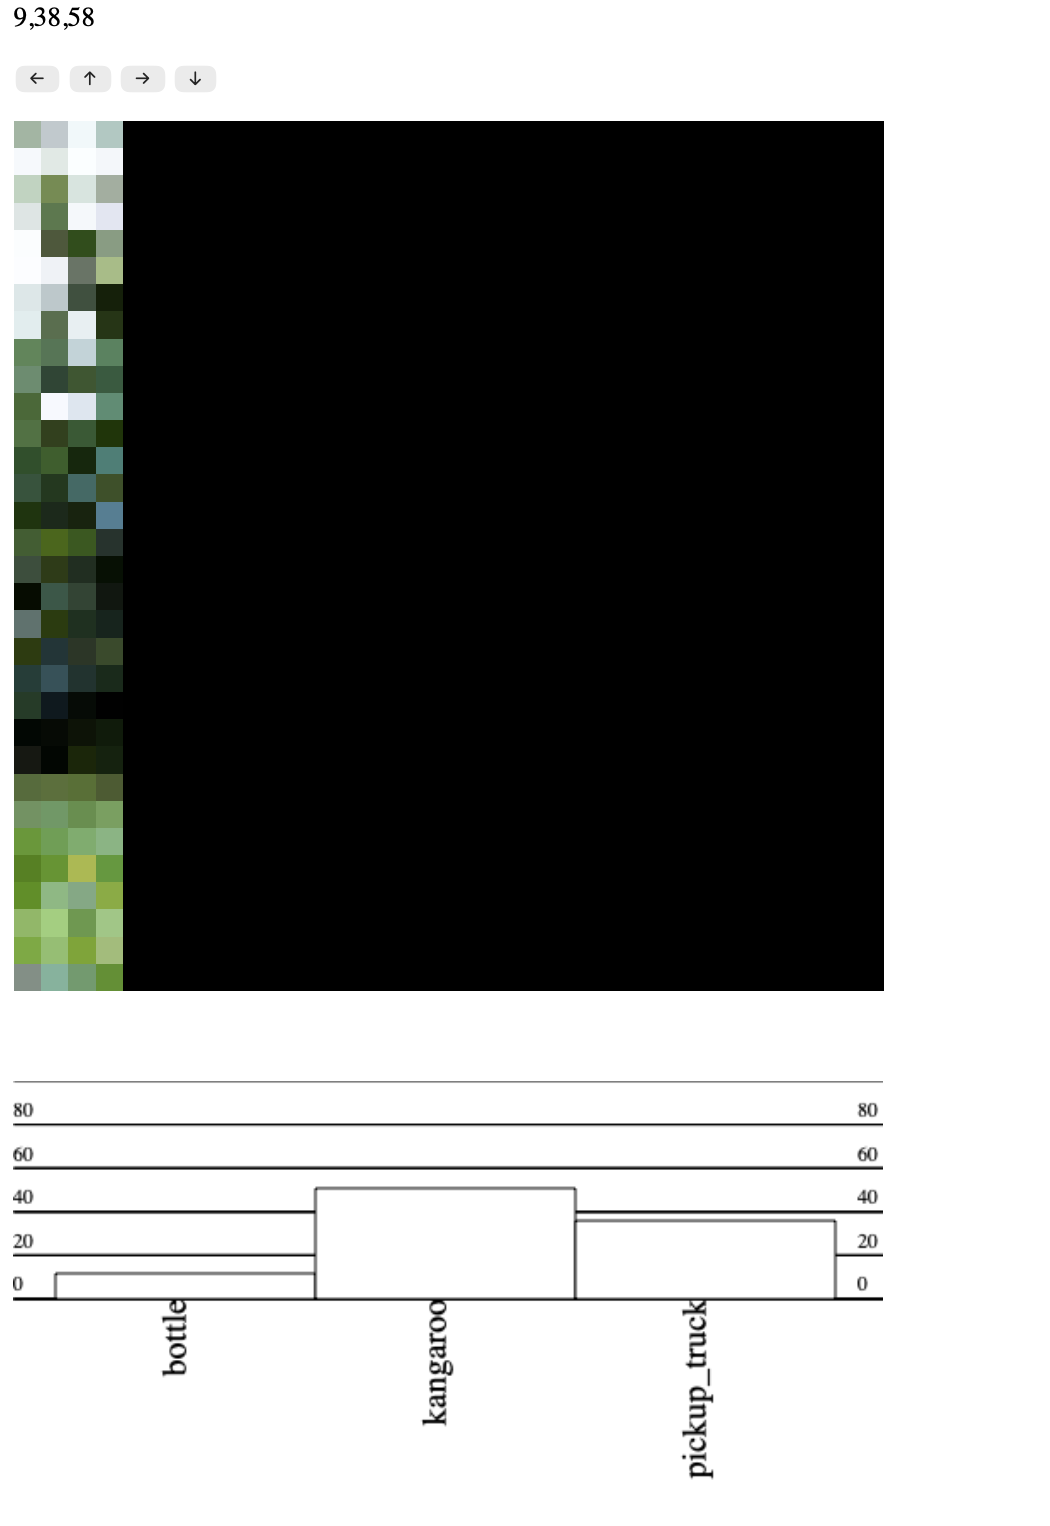 9,38,58
← ↑ → ↓
80 80
60 60
40 40
20 20
0 0
bottle
kangaroo
pickup_truck